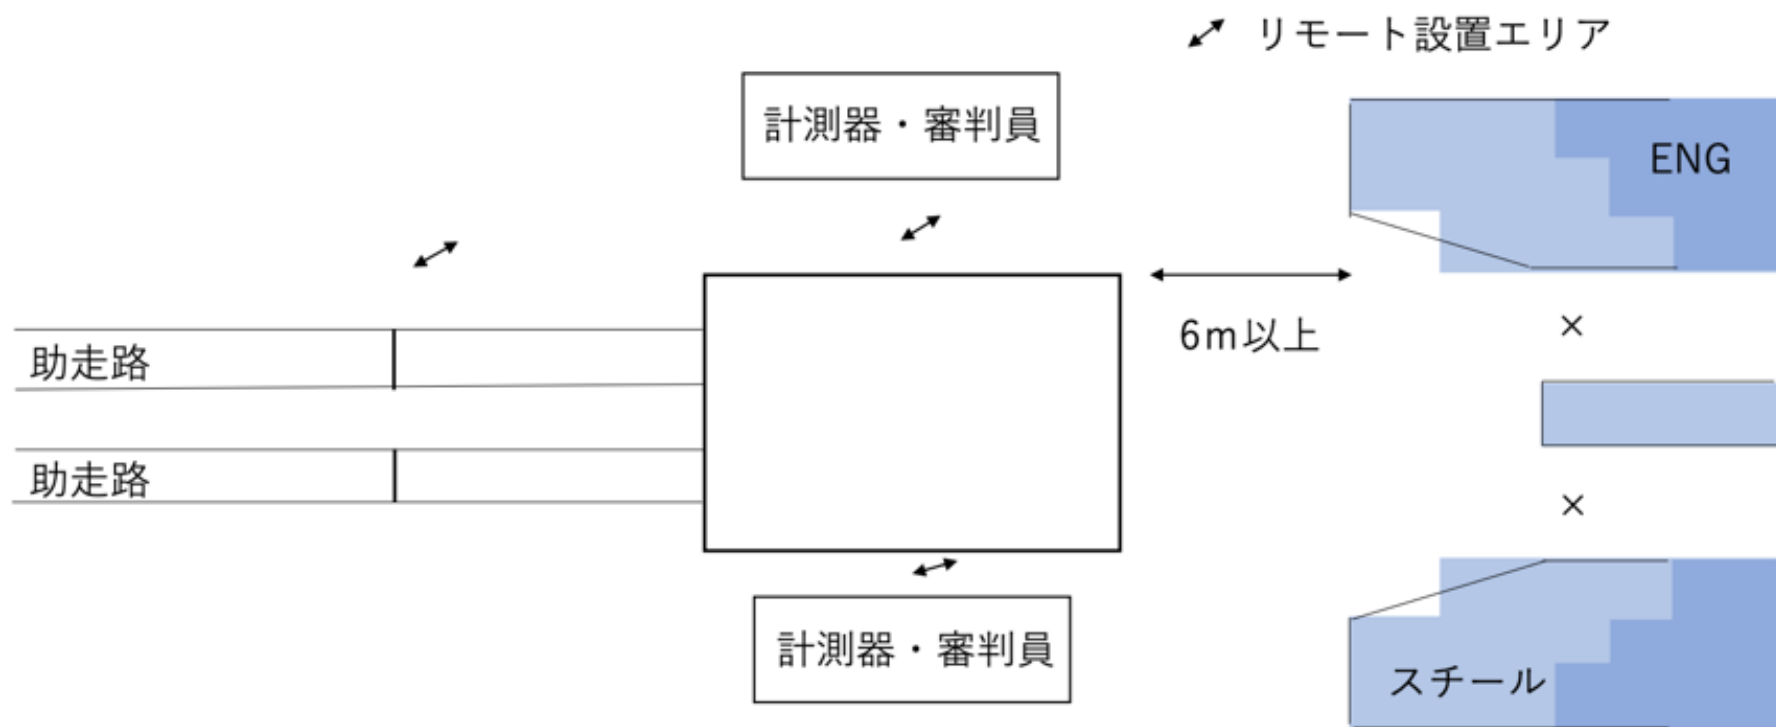 リモート設置エリア
計測器・審判員
ENG
6m以上
×
助走路
助走路
×
計測器・審判員
スチール